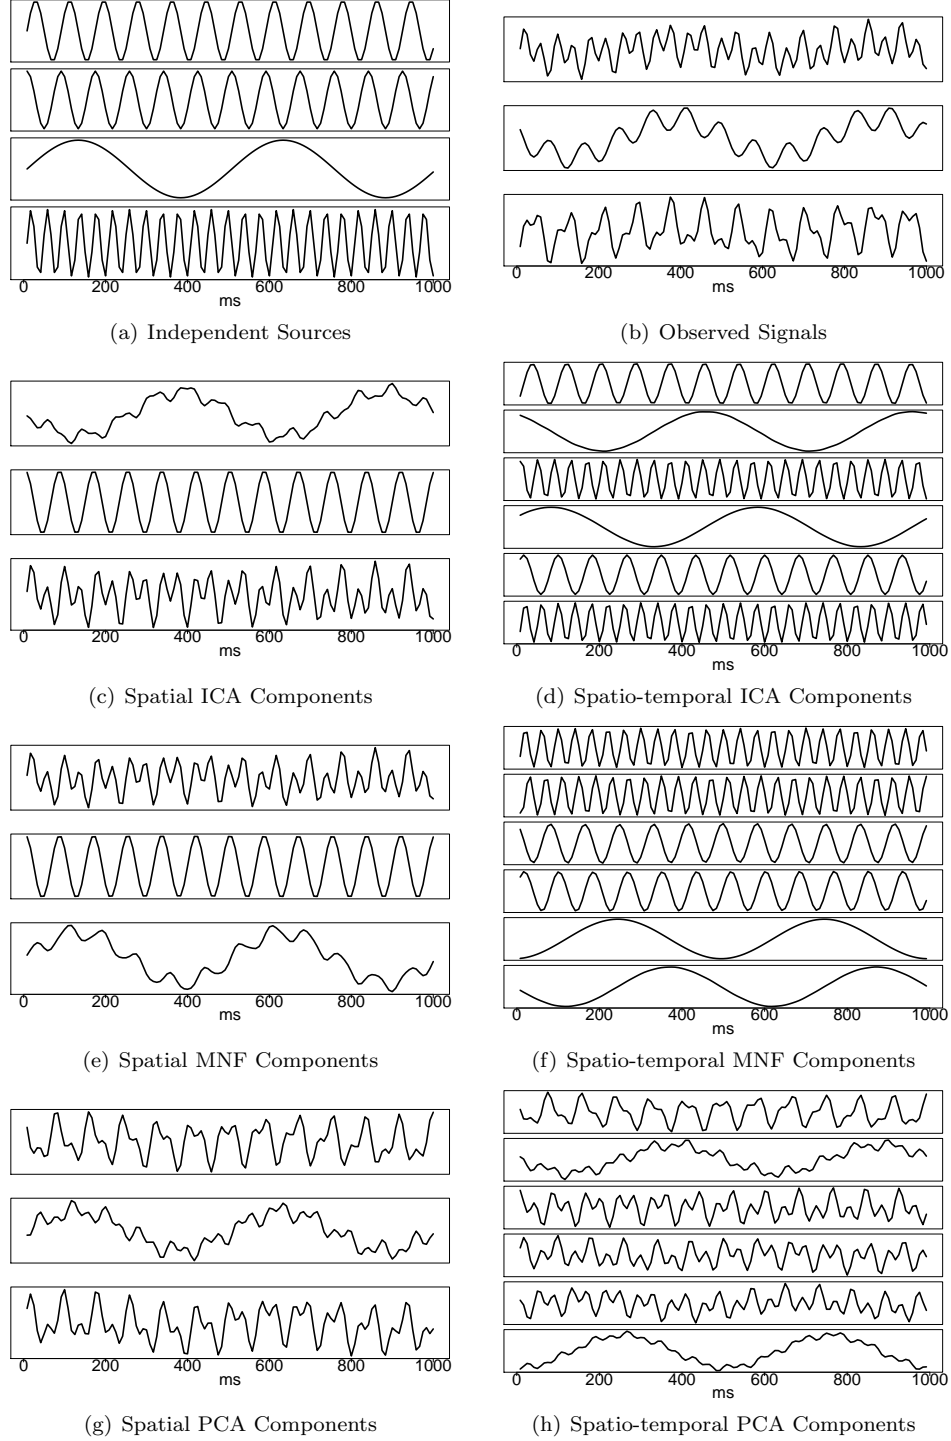 0 200 400 600 800 1000
ms
(a) Independent Sources
0 200 400 600 800 1000
ms
(b) Observed Signals
0 200 400 600 800 1000
ms
(c) Spatial ICA Components
0 200 400 600 800 1000
ms
(d) Spatio-temporal ICA Components
0 200 400 600 800 1000
ms
(e) Spatial MNF Components
0 200 400 600 800 1000
ms
(f) Spatio-temporal MNF Components
0 200 400 600 800 1000
ms
(g) Spatial PCA Components
0 200 400 600 800 1000
ms
(h) Spatio-temporal PCA Components